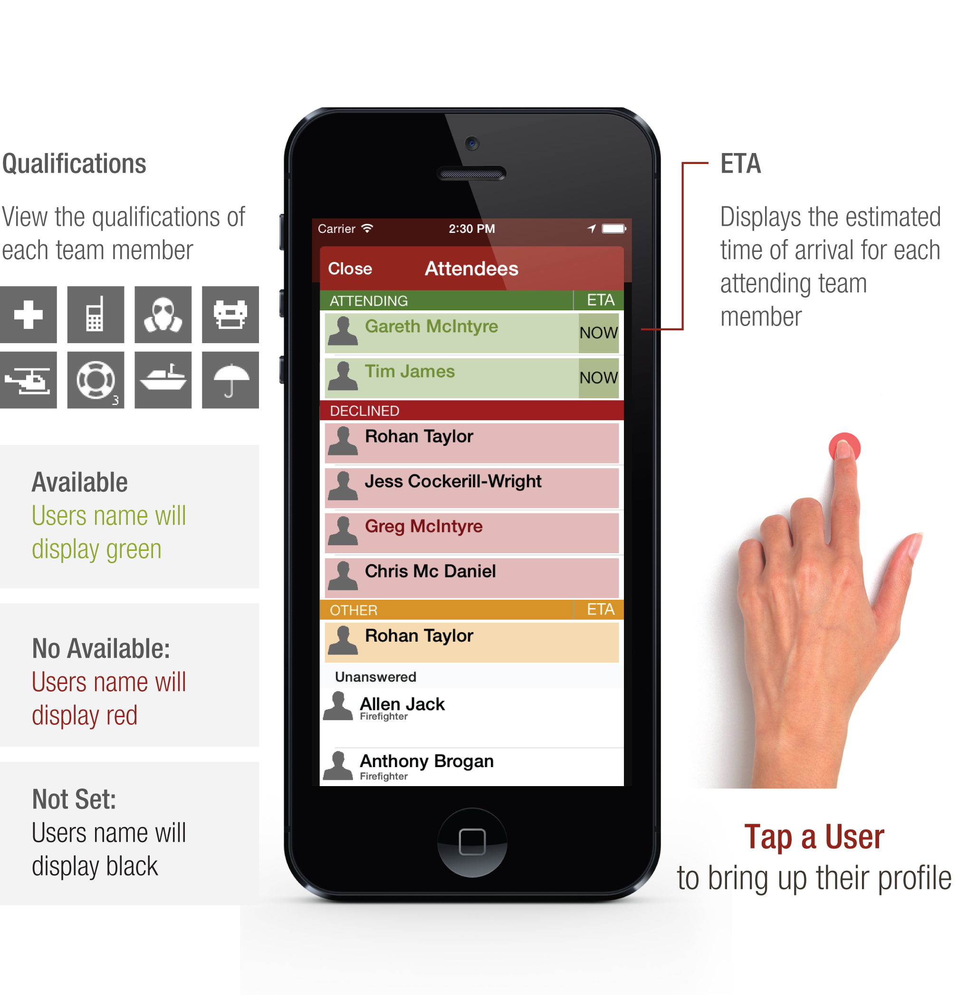 Qualifications
View the qualifications of
each team member
3
Available
Users name will
display green
No Available:
Users name will
display red
Not Set:
Users name will
display black
Carrier 2:30 PM
Close Attendees
ATTENDING ETA
Gareth McIntyre NOW
Tim James NOW
DECLINED
Rohan Taylor
Jess Cockerill-Wright
Greg McIntyre
Chris Mc Daniel
OTHER ETA
Rohan Taylor
Unanswered
Allen Jack
Firefighter
Anthony Brogan
Firefighter
ETA
Displays the estimated
time of arrival for each
attending team
member
Tap a User
to bring up their profile